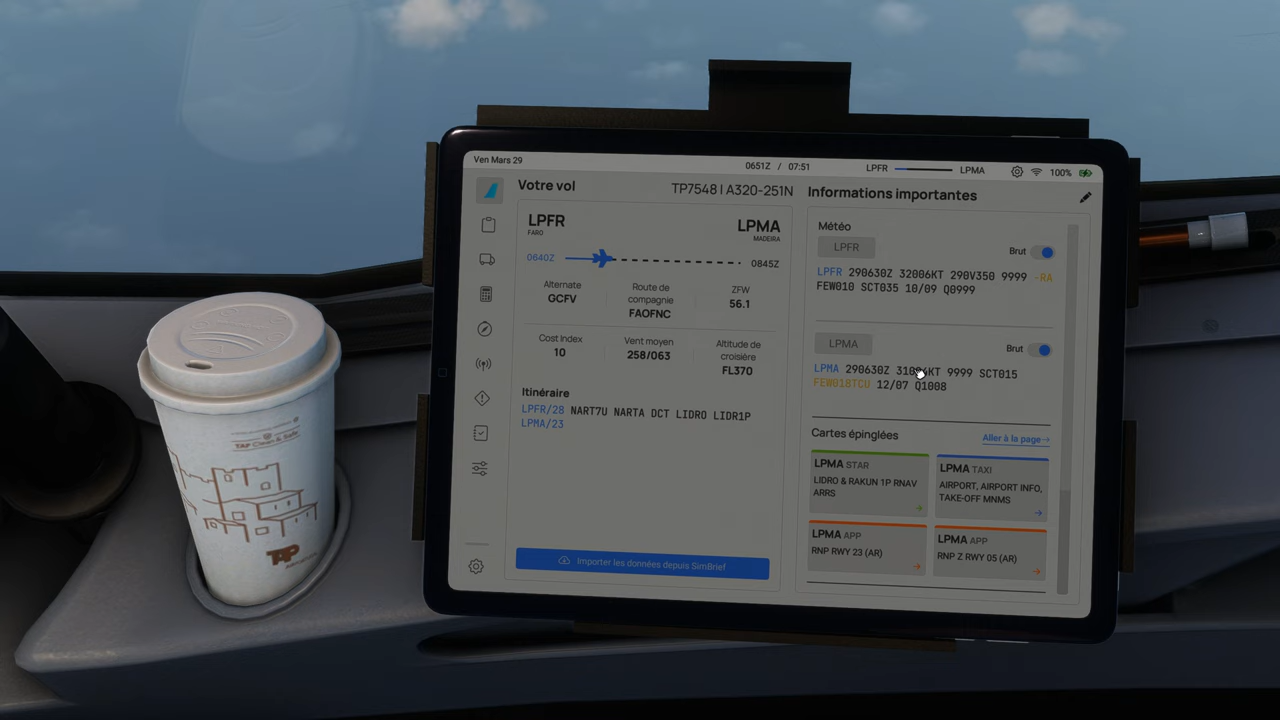 Ven Mars 29
0651Z / 07:51
LPFR LPMA
100%
Votre vol
TP7548 | A320-251N
LPFR
FARO
LPMA
MADEIRA
0640Z
0845Z
Alternate
GCFV
Route de
compagnie
FAOFNC
ZFW
56.1
Cost Index
10
Vent moyen
258/063
Altitude de
croisière
FL370
Itinéraire
LPFR/28 NART7U NARTA DCT LIDRO LIDR1P
LPMA/23
Importer les données depuis SimBrief
Informations importantes
Météo
LPFR
Brut
LPFR 290630Z 32006KT 290V350 9999 -RA
FEW010 SCT035 10/09 Q0999
LPMA
Brut
LPMA 290630Z 9999 SCT015
FEW018TCU 12/07 Q1008
Cartes épinglées
Aller à la page
LPMA STAR
LIDRO & RAKUN 1P RNAV
ARRS
LPMA TAXI
AIRPORT, AIRPORT INFO,
TAKE-OFF MNMS
LPMA APP
RNP RWY 23 (AR)
LPMA APP
RNP Z RWY 05 (AR)
TAP Clean & Safe
TAP